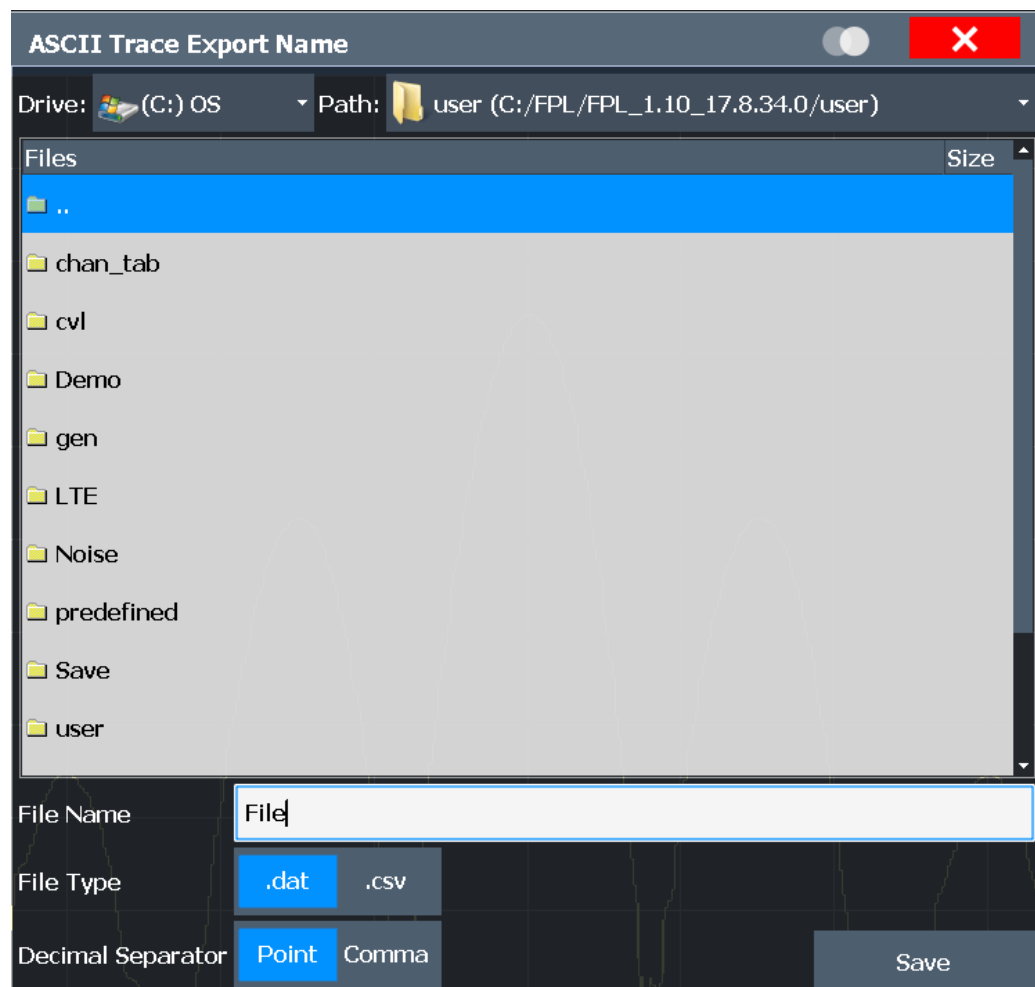 ASCII Trace Export Name
Drive: (C:) OS Path: user (C:/FPL/FPL_1.10_17.8.34.0/user)
Files Size
..
chan_tab
cvl
Demo
gen
LTE
Noise
predefined
Save
user
File Name File
File Type .dat .csv
Decimal Separator Point Comma Save